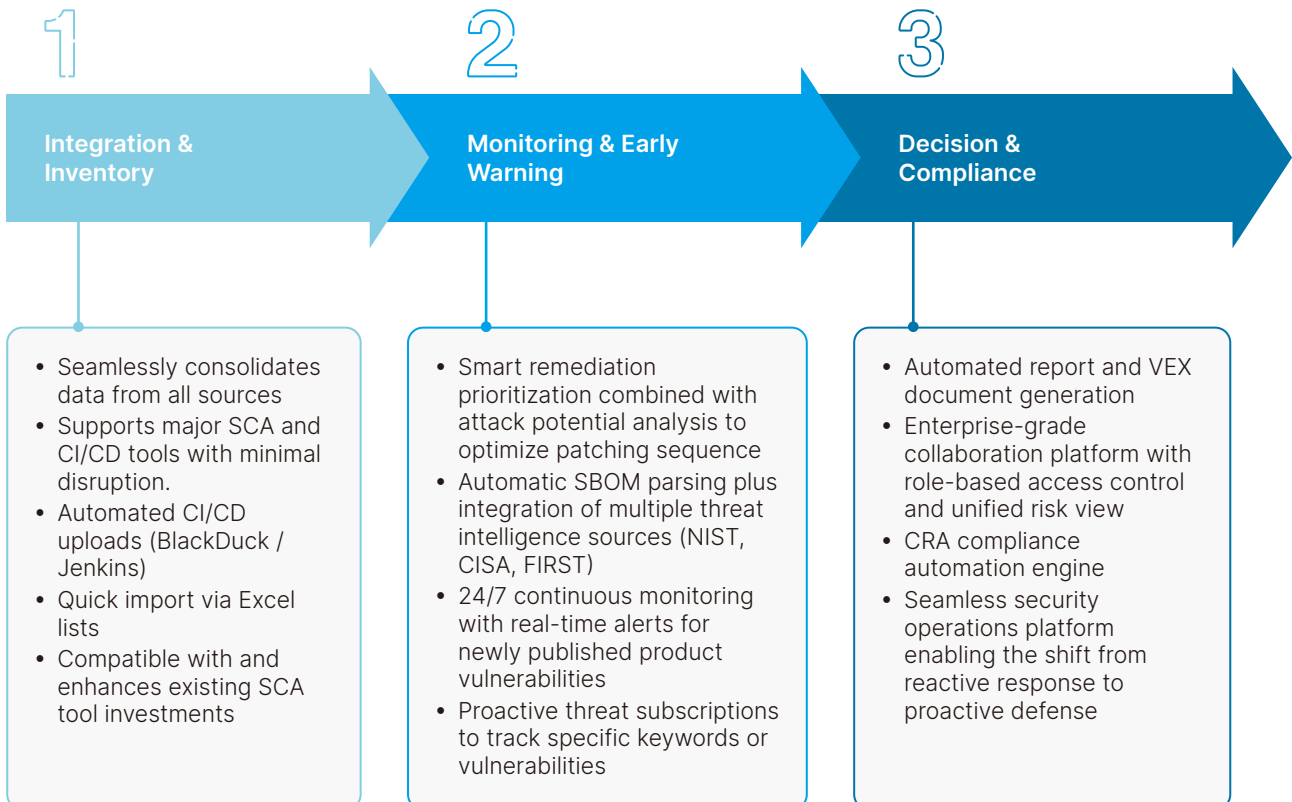 1
Integration &
Inventory
• Seamlessly consolidates
data from all sources
• Supports major SCA and
CI/CD tools with minimal
disruption.
• Automated CI/CD
uploads (BlackDuck /
Jenkins)
• Quick import via Excel
lists
• Compatible with and
enhances existing SCA
tool investments
2
Monitoring & Early
Warning
• Smart remediation
prioritization combined with
attack potential analysis to
optimize patching sequence
• Automatic SBOM parsing plus
integration of multiple threat
intelligence sources (NIST,
CISA, FIRST)
• 24/7 continuous monitoring
with real-time alerts for
newly published product
vulnerabilities
• Proactive threat subscriptions
to track specific keywords or
vulnerabilities
3
Decision &
Compliance
• Automated report and VEX
document generation
• Enterprise-grade
collaboration platform with
role-based access control
and unified risk view
• CRA compliance
automation engine
• Seamless security
operations platform
enabling the shift from
reactive response to
proactive defense